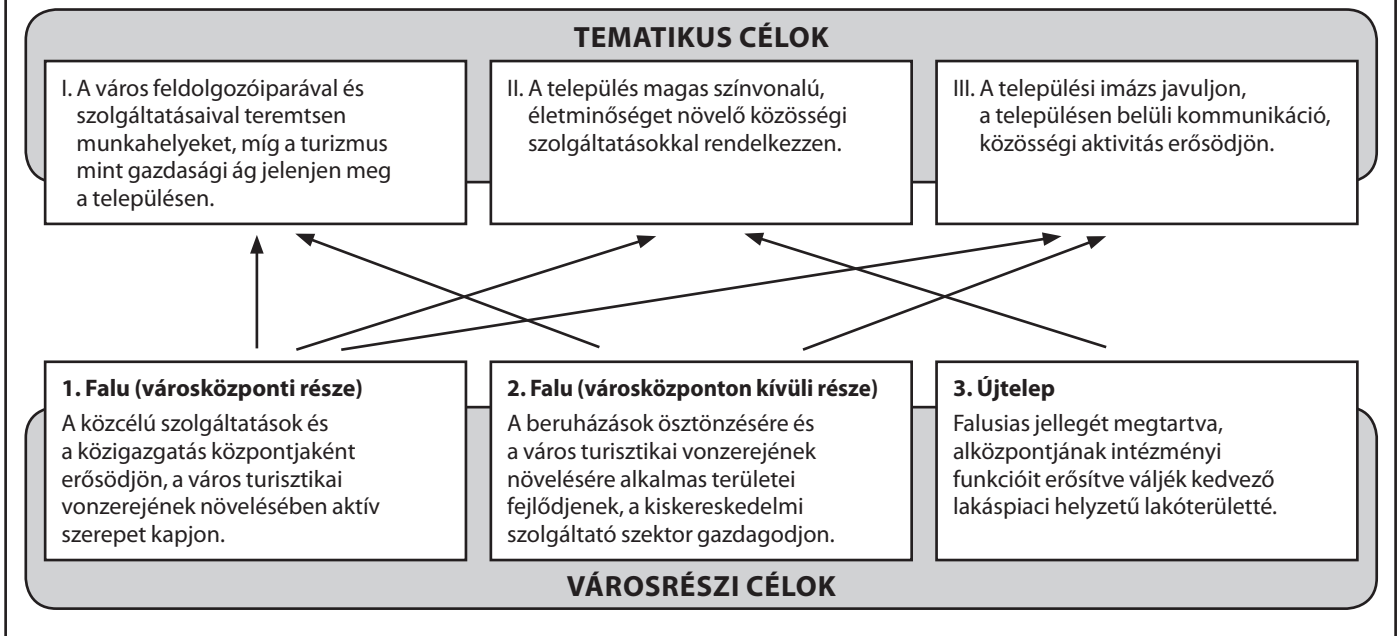 TEMATIKUS CÉLOK
I. A város feldolgozóiparával és
szolgáltatásaival teremtsen
munkahelyeket, míg a turizmus
mint gazdasági ág jelenjen meg
a településen.
II. A település magas színvonalú,
életminőséget növelő közösségi
szolgáltatásokkal rendelkezzen.
III. A települési imázs javuljon,
a településen belüli kommunikáció,
közösségi aktivitás erősödjön.
1. Falu (városközponti része)
A közcélú szolgáltatások és
a közigazgatás központjaként
erősödjön, a város turisztikai
vonzerejének növelésében aktív
szerepet kapjon.
2. Falu (városközponton kívüli része)
A beruházások ösztönzésére és
a város turisztikai vonzerejének
növelésére alkalmas területei
fejlődjenek, a kiskereskedelmi
szolgáltató szektor gazdagodjon.
3. Újtelep
Falusias jellegét megtartva,
alközpontjának intézményi
funkcióit erősítve váljék kedvező
lakáspiaci helyzetű lakóterületté.
VÁROSRÉSZI CÉLOK